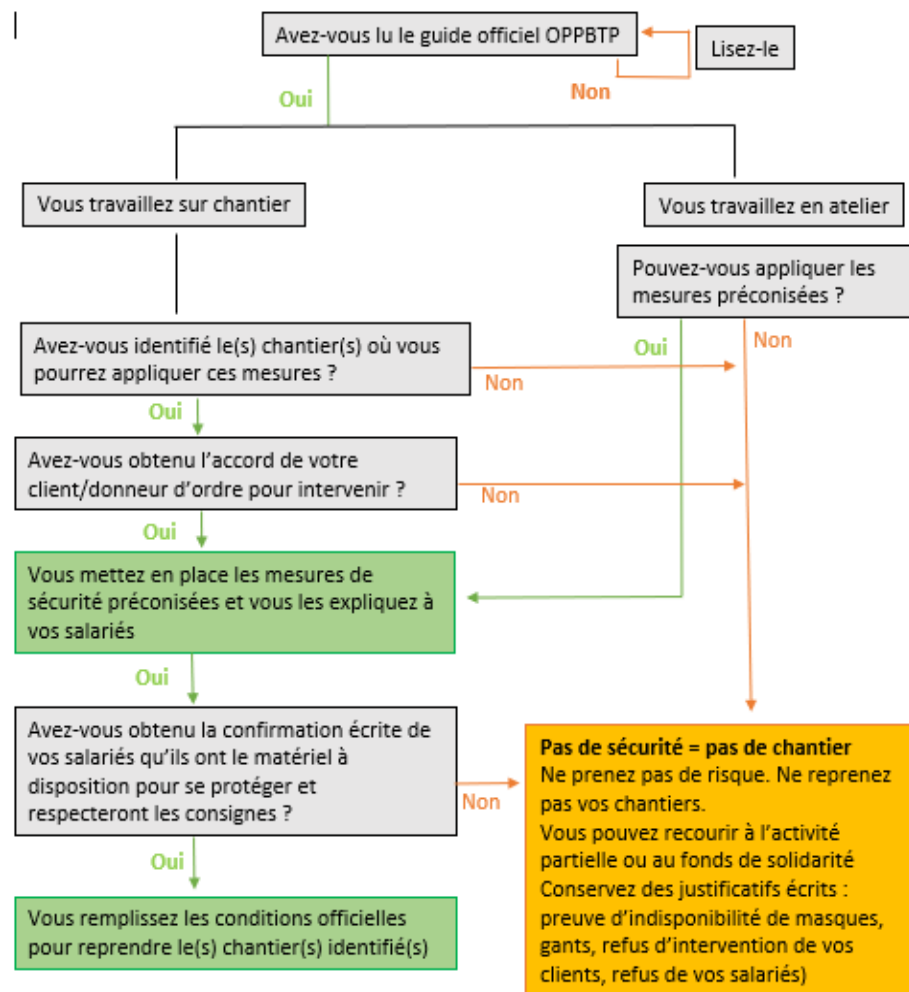 Avez-vous lu le guide officiel OPPBTP
Lisez-le
Oui
Non
Vous travaillez sur chantier
Vous travaillez en atelier
Pouvez-vous appliquer les
mesures préconisées ?
Oui
Non
Avez-vous identifié le(s) chantier(s) où vous
pourrez appliquer ces mesures ?
Non
Oui
Avez-vous obtenu l’accord de votre
client/donneur d’ordre pour intervenir ?
Non
Oui
Vous mettez en place les mesures de
sécurité préconisées et vous les expliquez à
vos salariés
Oui
Avez-vous obtenu la confirmation écrite de
vos salariés qu’ils ont le matériel à
disposition pour se protéger et
respecteront les consignes ?
Non
Oui
Vous remplissez les conditions officielles
pour reprendre le(s) chantier(s) identifié(s)
Pas de sécurité = pas de chantier
Ne prenez pas de risque. Ne reprenez
pas vos chantiers.
Vous pouvez recourir à l’activité
partielle ou au fonds de solidarité
Conservez des justificatifs écrits :
preuve d’indisponibilité de masques,
gants, refus d’intervention de vos
clients, refus de vos salariés)